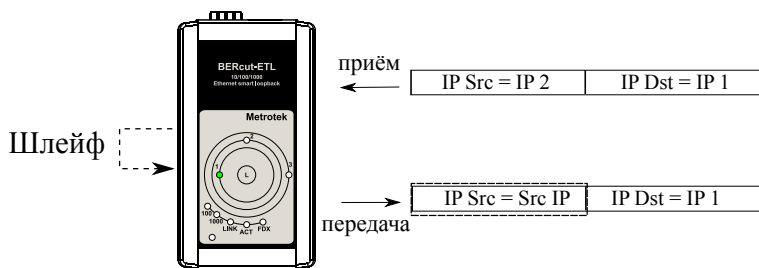 BERcut-ETL
10/100/1000
Ethernet smart loopback
Metrotek
2
1
3
L
100
1000
LINK
ACT
FDX
Шлейф
приём
IP Src = IP 2
IP Dst = IP 1
передача
IP Src = Src IP
IP Dst = IP 1